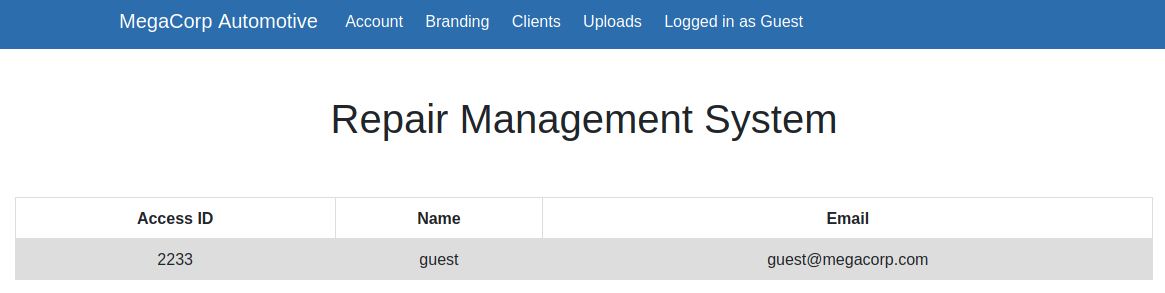 MegaCorp Automotive Account Branding Clients Uploads Logged in as Guest
Repair Management System
Access ID Name Email
2233 guest guest@megacorp.com